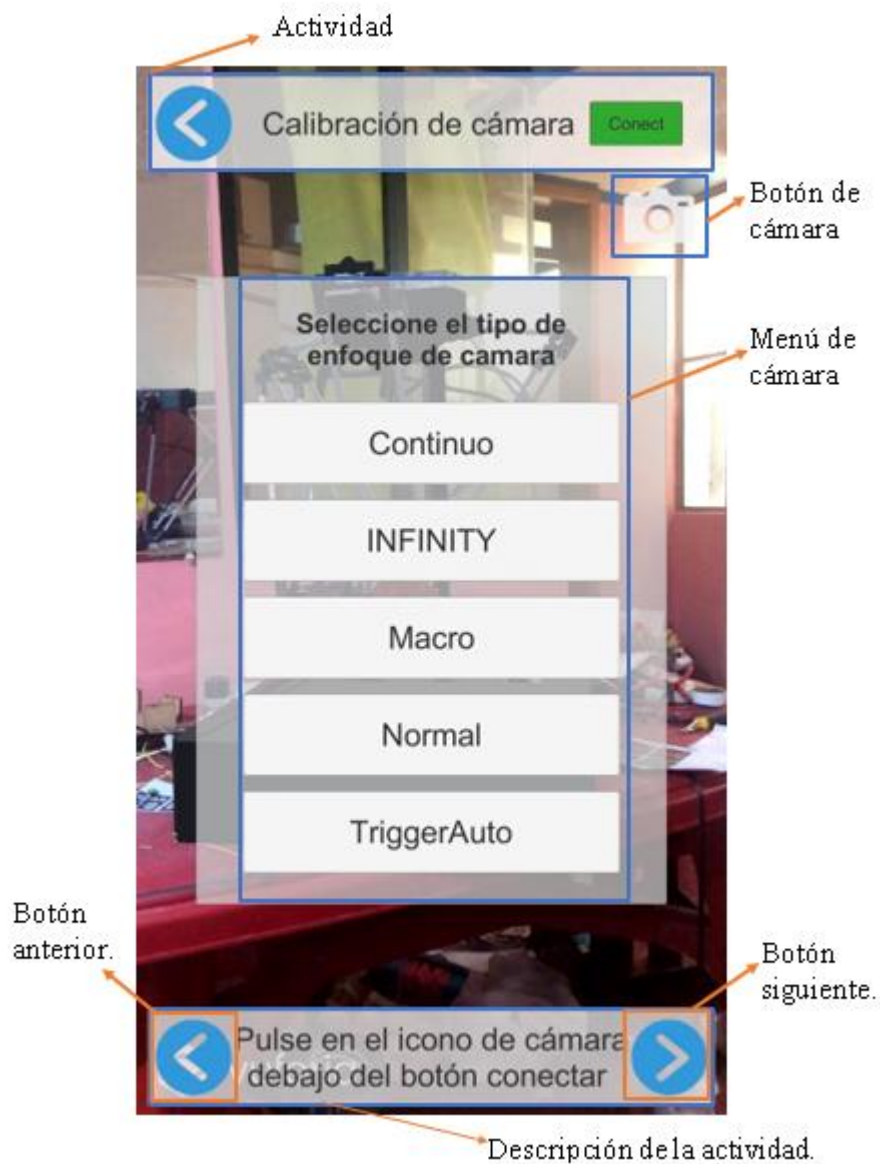 Actividad
Calibración de cámara
Conect
Botón de
cámara
Seleccione el tipo de
enfoque de camara
Menú de
cámara
Continuo
INFINITY
Macro
Normal
TriggerAuto
Botón
anterior.
Botón
siguiente.
Pulse en el icono de cámara
debajo del botón conectar
Descripción de la actividad.